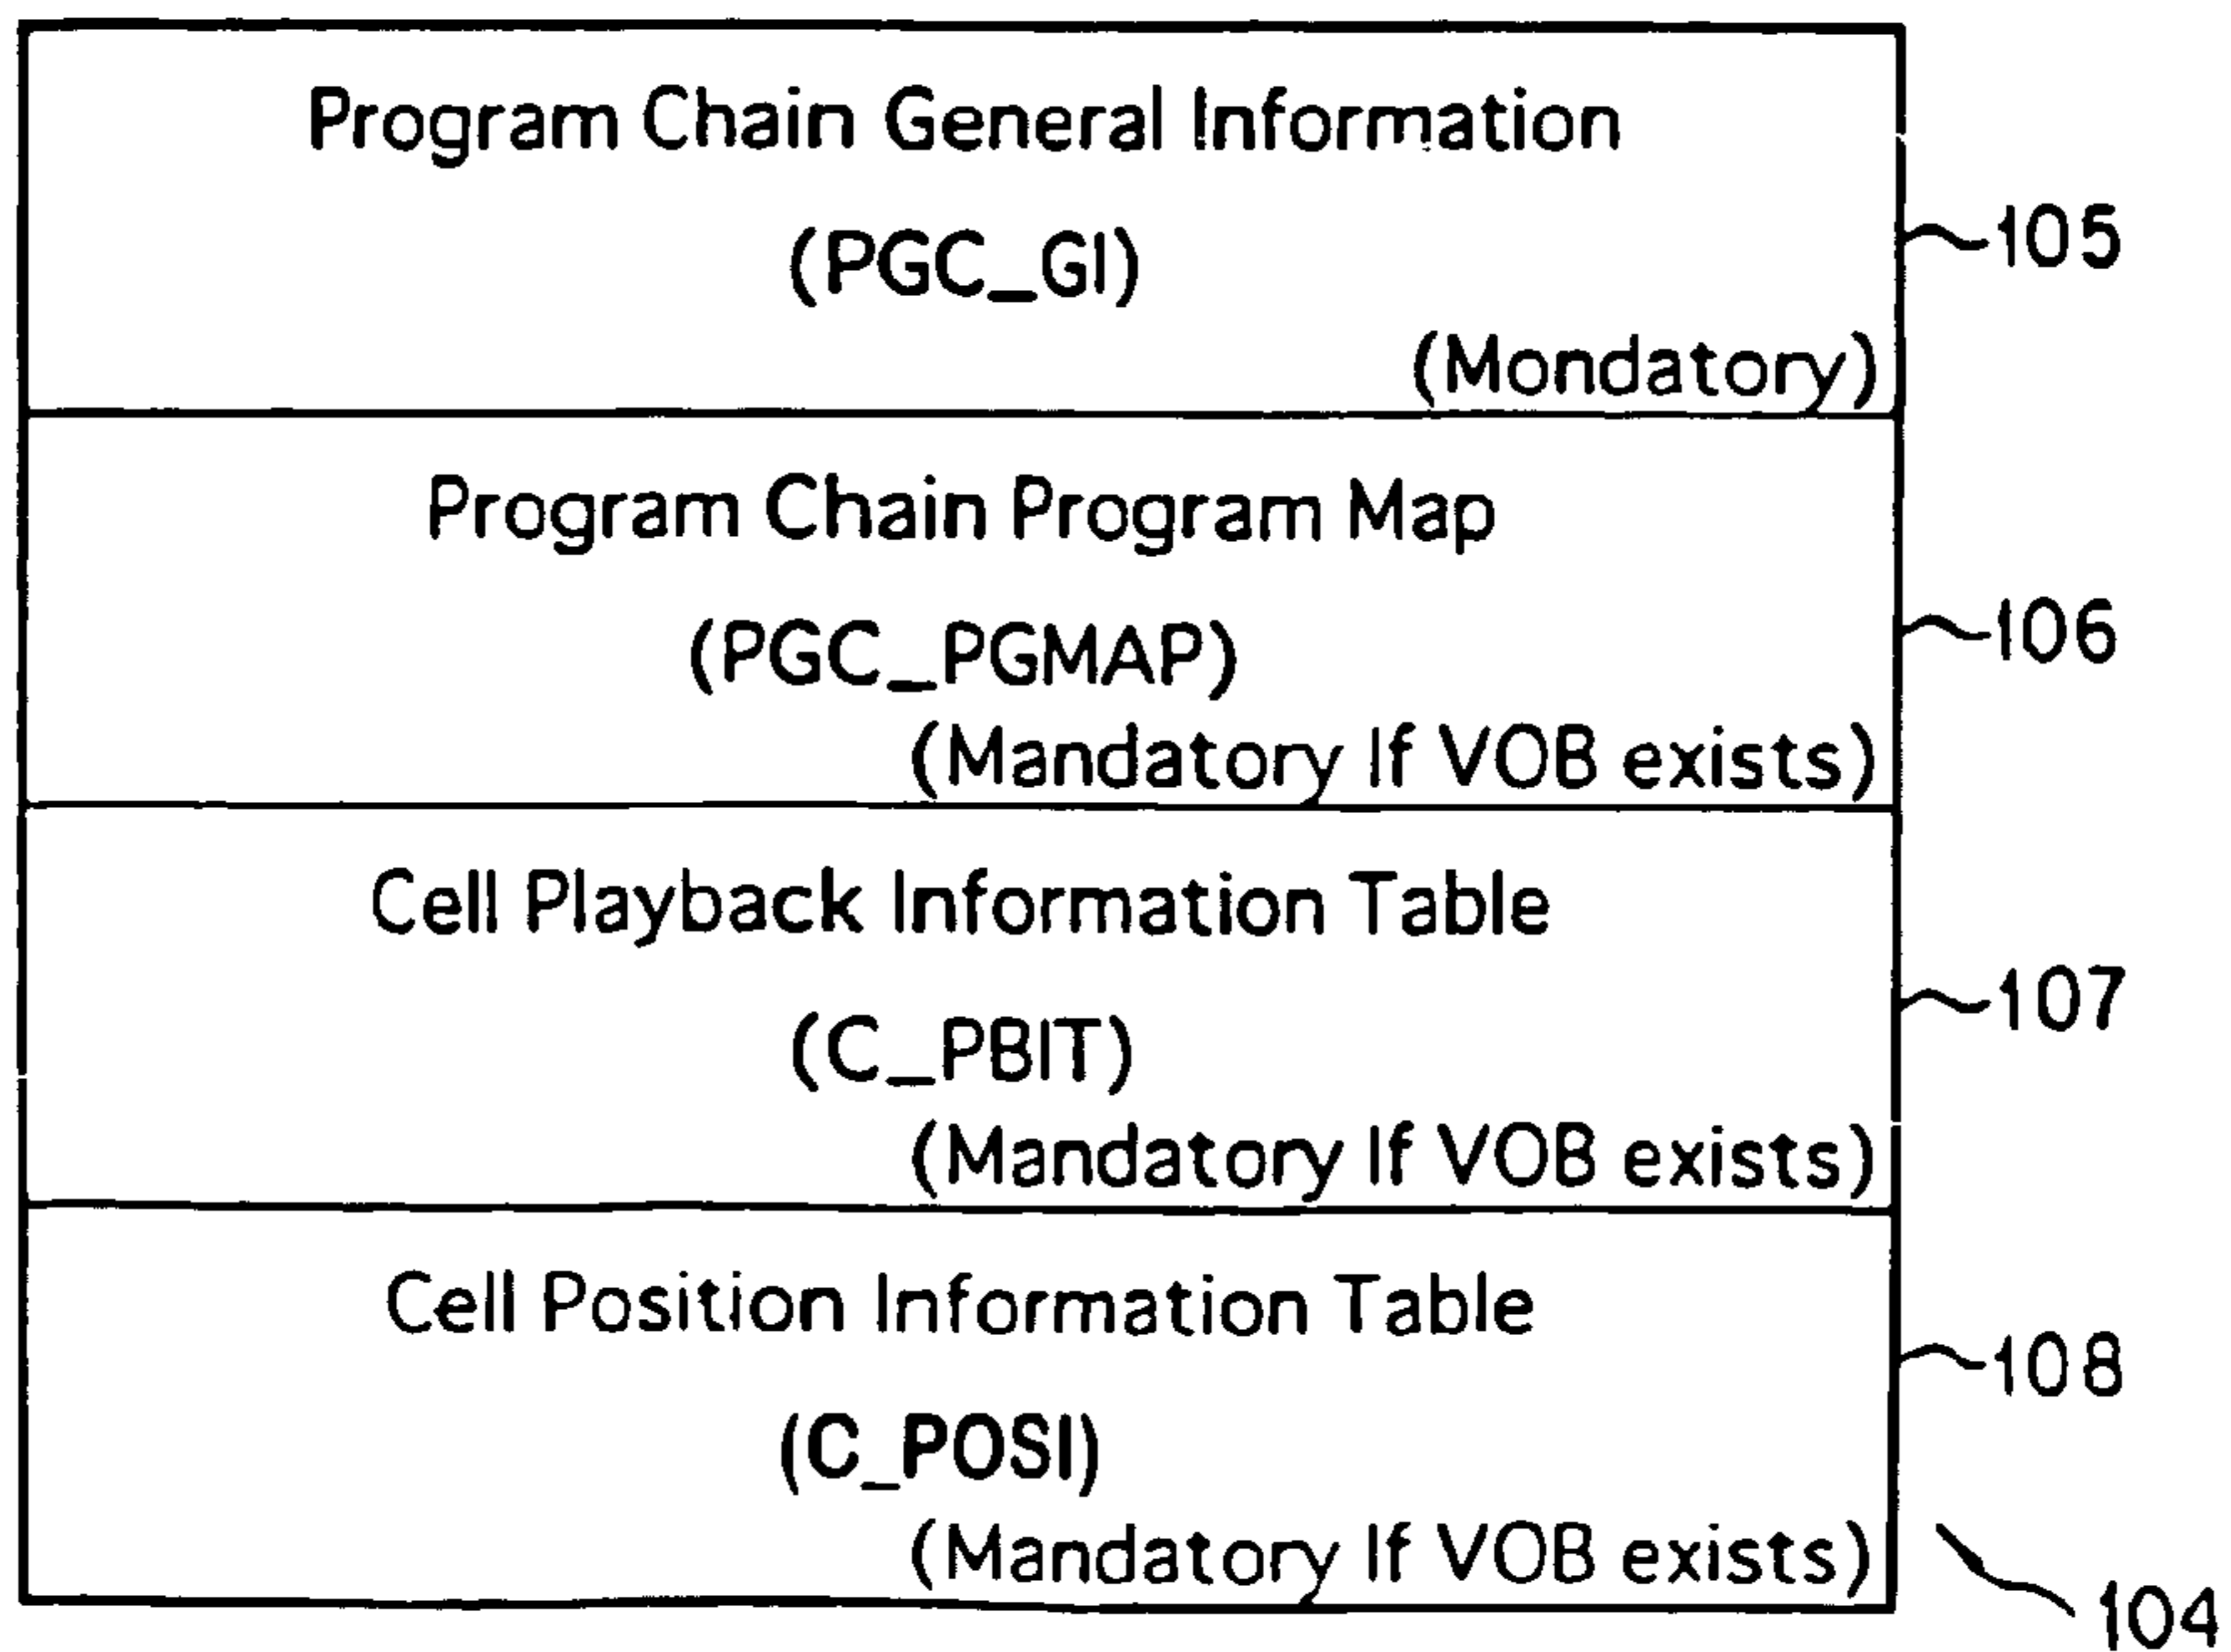 Program Chain General Information
(PGC_GI)
105
(Mondatory)
Program Chain Program Map
(PGC_PGMAP)
106
(Mandatory If VOB exists)
Cell Playback Information Table
(C_PBIT)
107
(Mandatory If VOB exists)
Cell Position Information Table
108
(C_POSI)
(Mandatory If VOB exists)
104